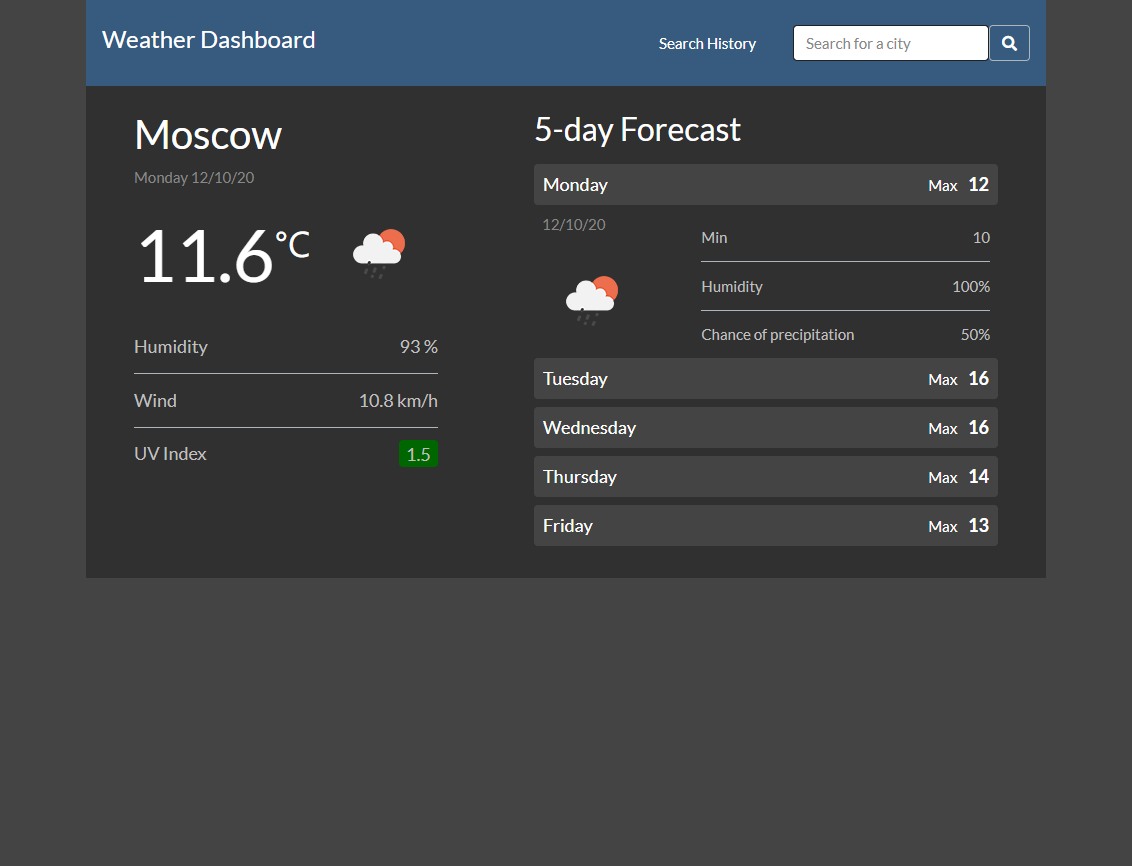 Weather Dashboard
Search History
Search for a city
Moscow
Monday 12/10/20
11.6°C
Humidity 93 %
Wind 10.8 km/h
UV Index 1.5
5-day Forecast
Monday Max 12
12/10/20
Min 10
Humidity 100%
Chance of precipitation 50%
Tuesday Max 16
Wednesday Max 16
Thursday Max 14
Friday Max 13